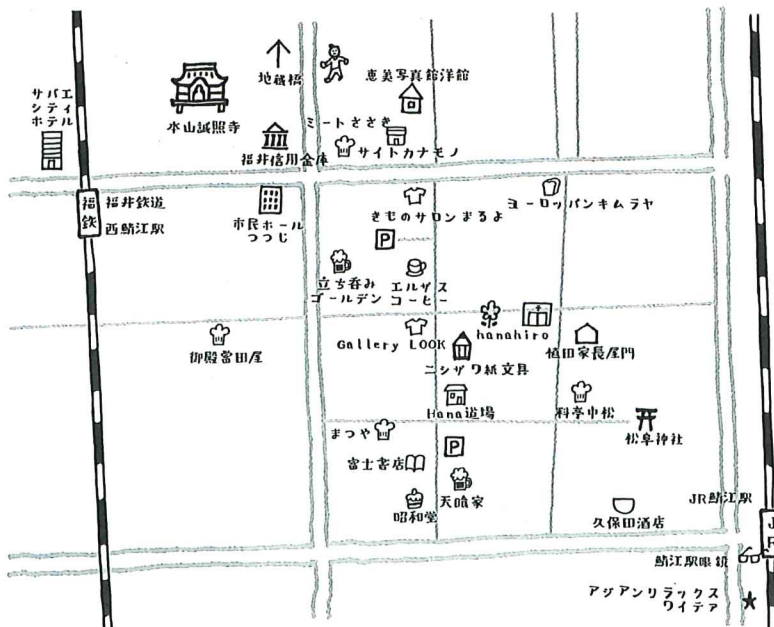 サバエ
シティ
ホテル
本山誠照寺
地蔵橋
恵美写真館洋館
ミートささき
福井信用金庫
サイトカナモノ
福鉄
福井鉄道
西鯖江駅
市民ホール
つつじ
きものサロンまるよ
ヨーロッパンキムラヤ
P
立ち呑み
ゴールデン
エルザス
コーヒー
御殿當田屋
Gallery LOOK
hanahiro
植田家長屋門
ニシザワ紙文具
Hana道場
料亭中松
松阜神社
まつや
P
富士書店
昭和堂
天喰家
久保田酒店
JR鯖江駅
JR
鯖江駅眼鏡
アジアンリラックス
ワイテァ